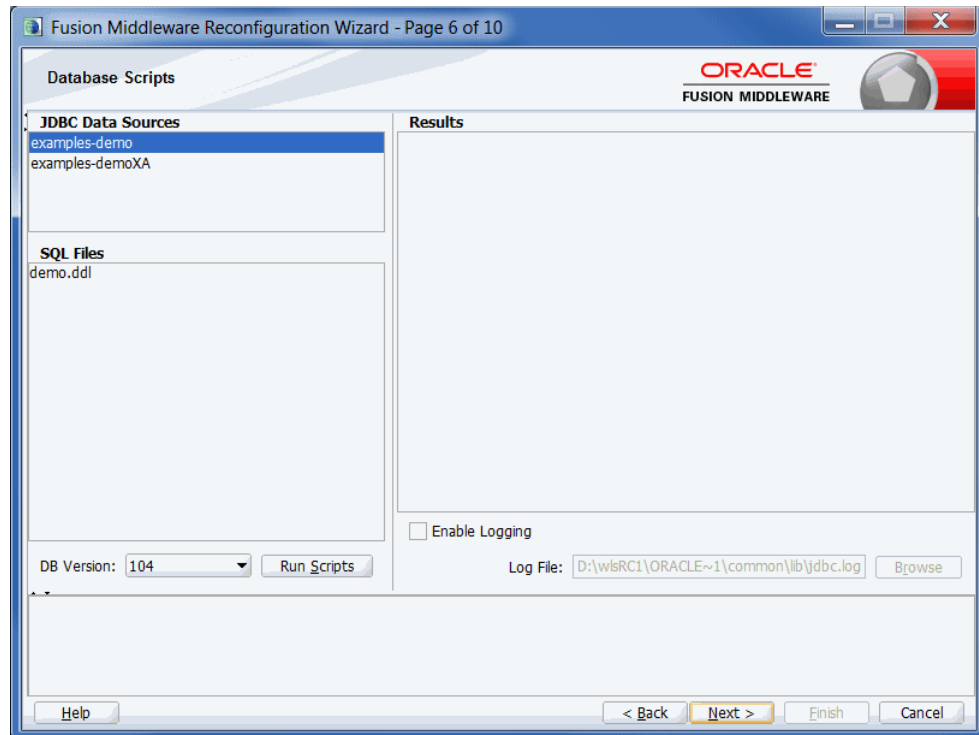 Fusion Middleware Reconfiguration Wizard - Page 6 of 10
Database Scripts
ORACLE
FUSION MIDDLEWARE
JDBC Data Sources
examples-demo
examples-demoXA
SQL Files
demo.ddl
DB Version: 104 Run Scripts
Results
Enable Logging
Log File: D:\wlsRC1\ORACLE~1\common\lib\jdbc.log Browse
Help < Back Next > Finish Cancel